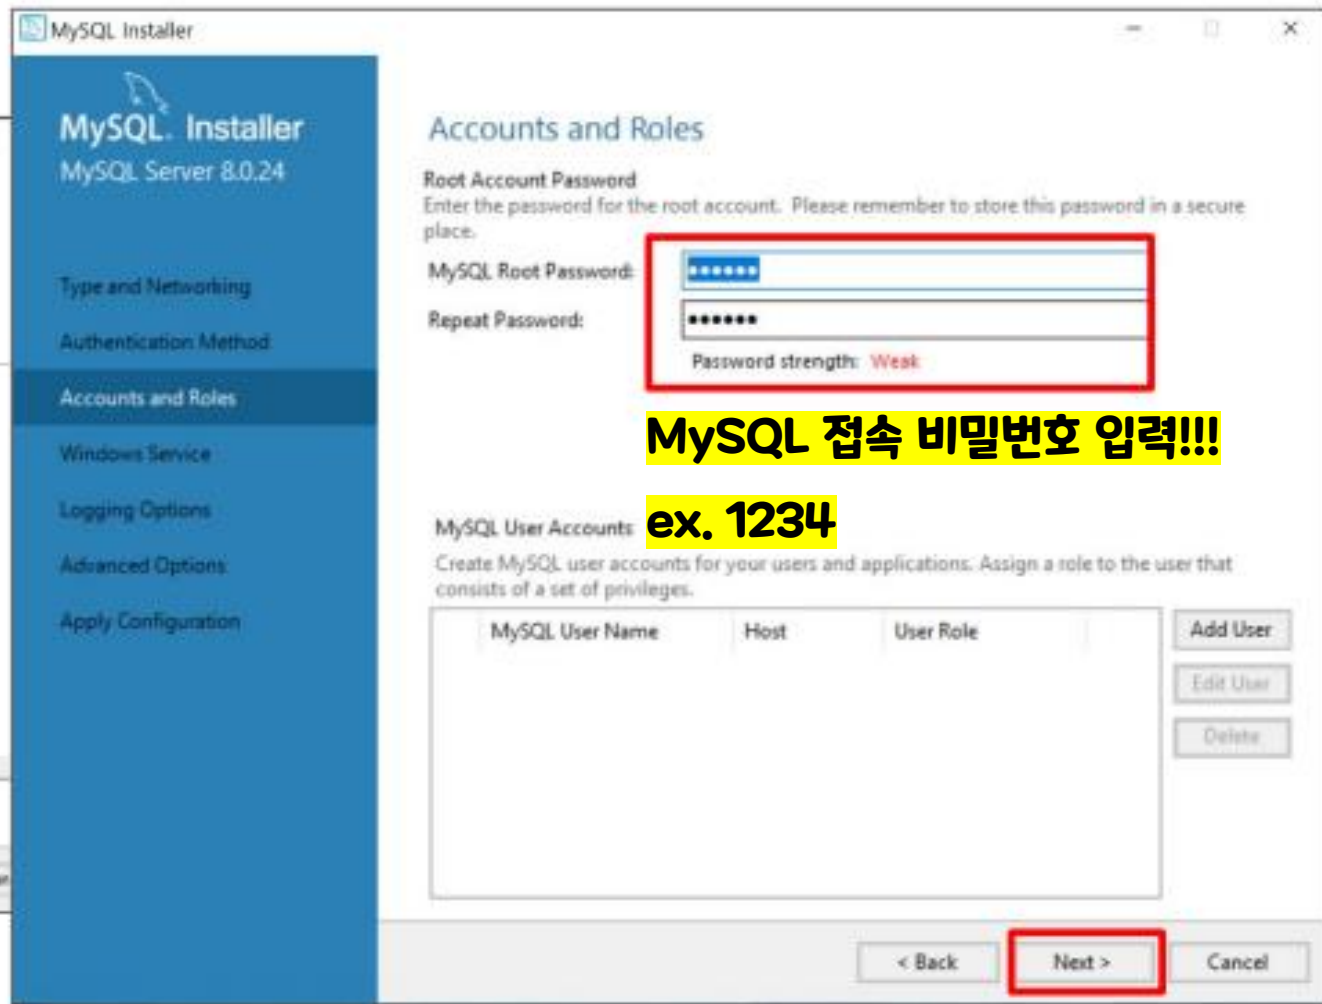 MySQL Installer
MySQL. Installer
MySQL Server 8.0.24
Type and Networking
Authentication Method
Accounts and Roles
Windows Service
Logging Options
Advanced Options
Apply Configuration
Accounts and Roles
Root Account Password
Enter the password for the root account. Please remember to store this password in a secure
place.
MySQL Root Password: ●●●●●●
Repeat Password: ●●●●●●
Password strength: Weak
MySQL 접속 비밀번호 입력!!!
ex. 1234
MySQL User Accounts
Create MySQL user accounts for your users and applications. Assign a role to the user that
consists of a set of privileges.
MySQL User Name Host User Role
Add User
Edit User
Delete
< Back Next > Cancel